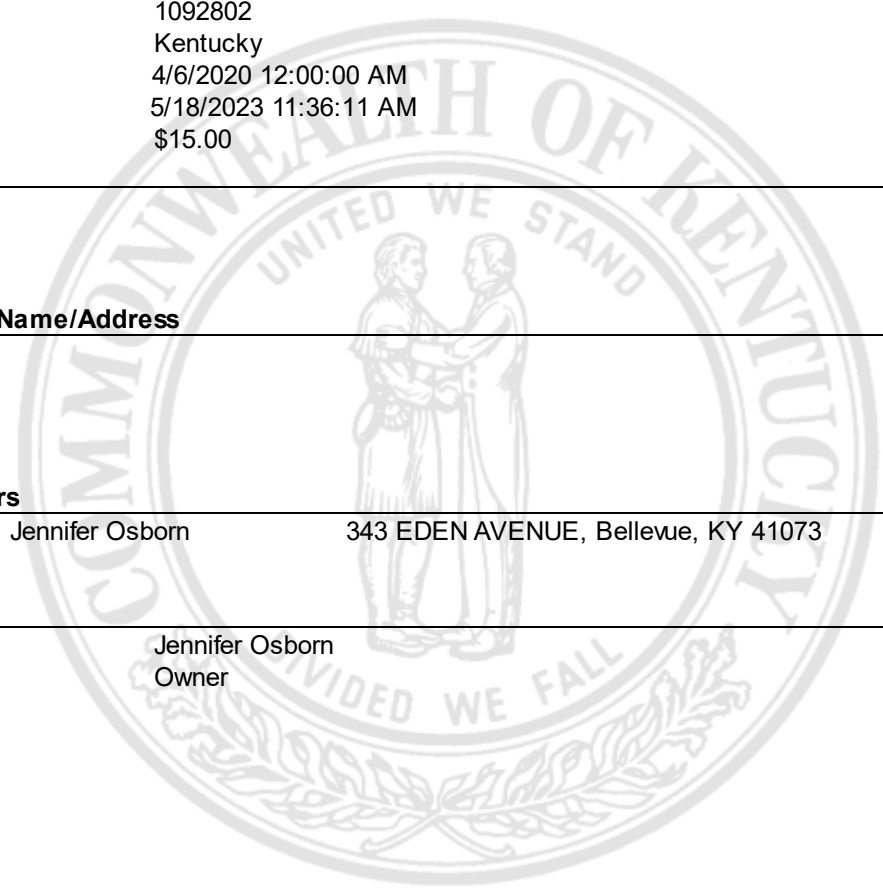 1092802
Kentucky
4/6/2020 12:00:00 AM
5/18/2023 11:36:11 AM
$15.00
COMMONWEALTH OF KENTUCKY
UNITED WE STAND
Name/Address
rs
Jennifer Osborn 343 EDEN AVENUE, Bellevue, KY 41073
Jennifer Osborn
Owner
DIVIDED WE FALL